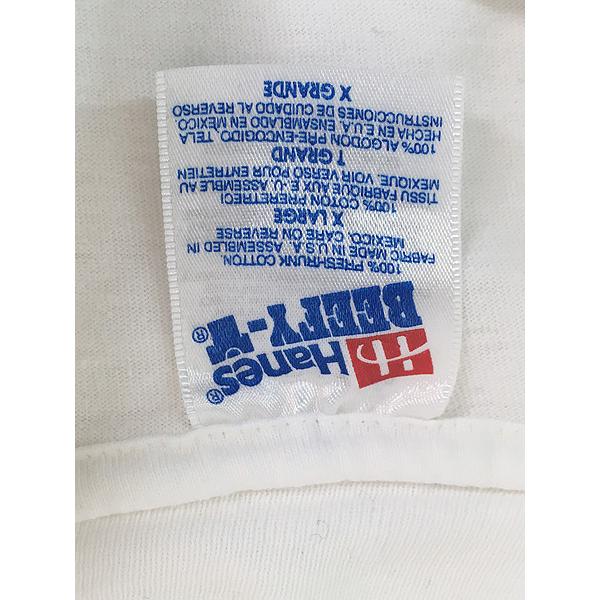 Hanes®
BEEFY-T®
100% PRESHRUNK COTTON.
FABRIC MADE IN U.S.A. ASSEMBLED IN
MEXICO. CARE ON REVERSE
X LARGE
100% COTON PRERETRECI
TISSU FABRIQUE AUX E.-U. ASSEMBLE AU
MEXIQUE. VOIR VERSO POUR ENTRETIEN
T GRAND
100% ALGODON PRE-ENCOGIDO, TELA
HECHA EN E.U.A. ENSAMBLADO EN MEXICO.
INSTRUCCIONES DE CUIDADO AL REVERSO
X GRANDE